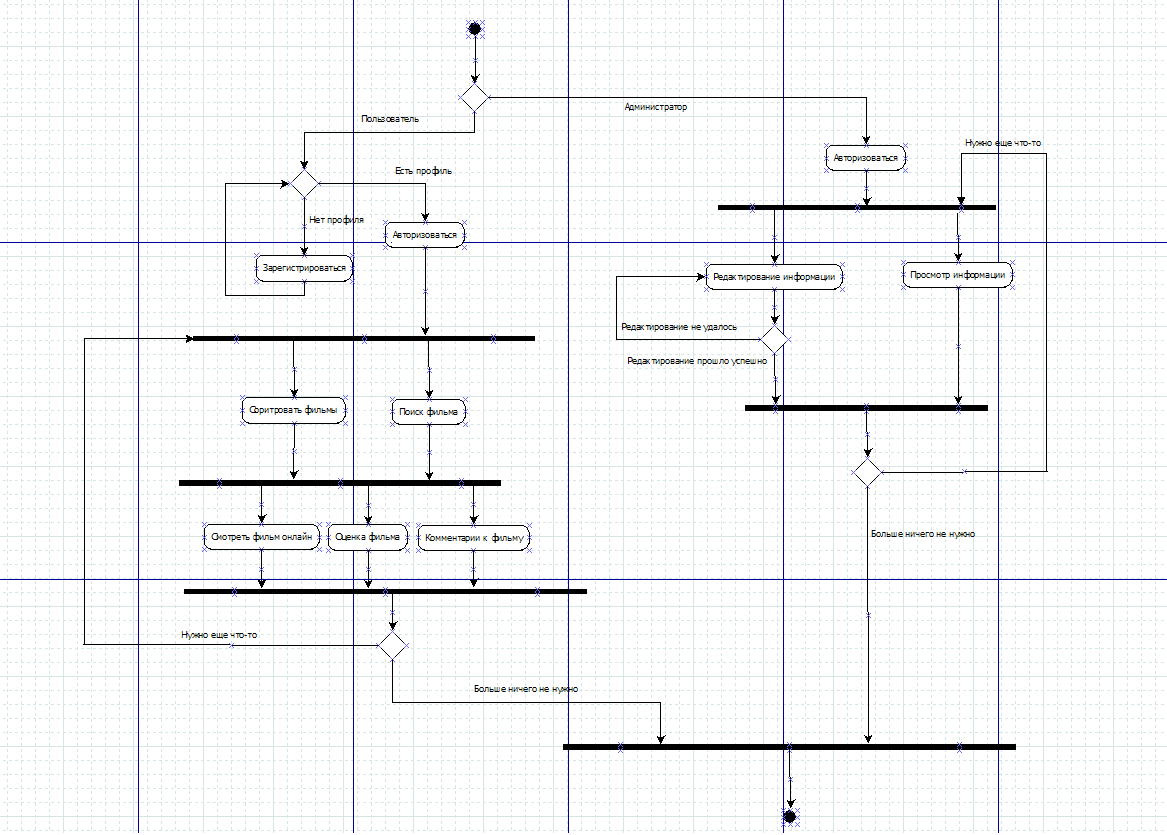 Администратор
Пользователь
Нужно еще что-то
Авторизоваться
Есть профиль
Нет профиля
Авторизоваться
Зарегистрироваться
Редактирование информации
Просмотр информации
Редактирование не удалось
Редактирование прошло успешно
Соритровать фильмы
Поиск фильма
Смотреть фильм онлайн
Оценка фильма
Комментарии к фильму
Больше ничего не нужно
Нужно еще что-то
Больше ничего не нужно